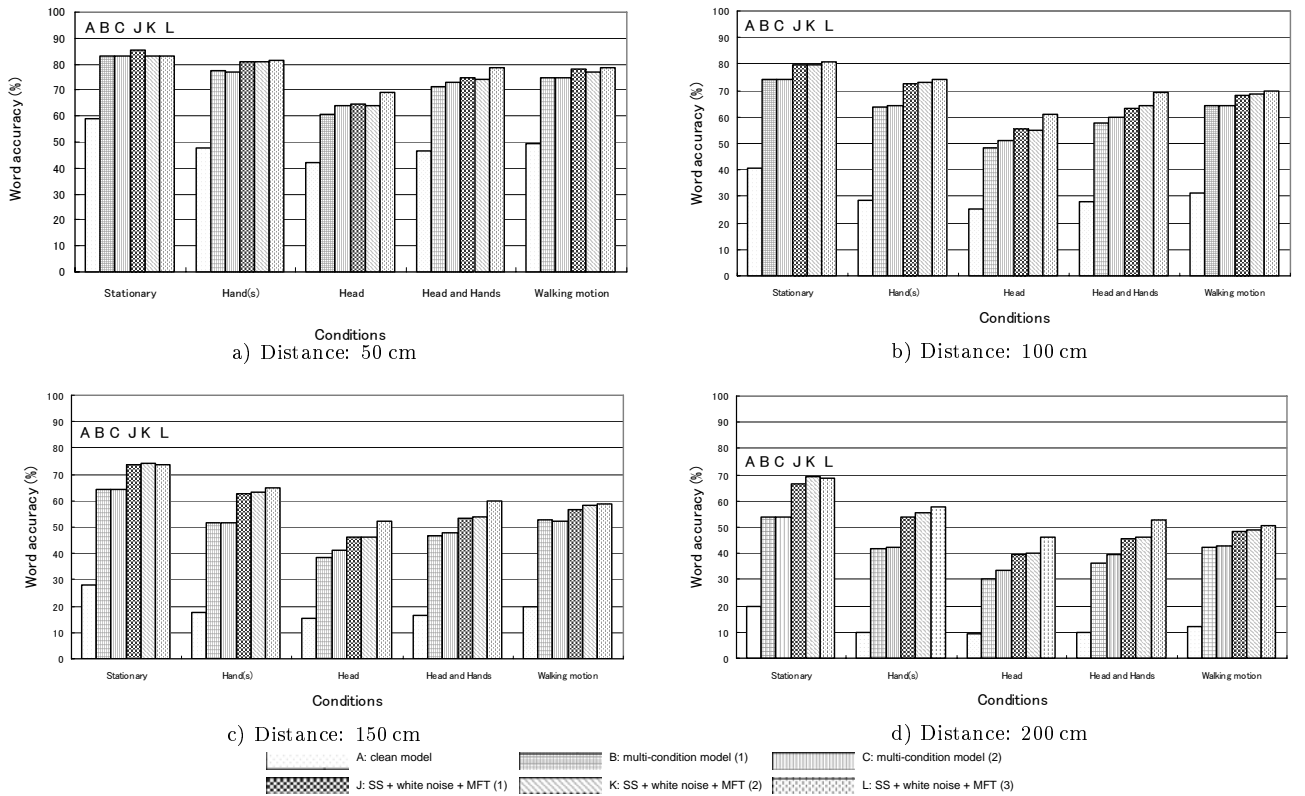 100
90
80
70
60
50
40
30
20
10
0
Word accuracy (%)
A B C J K L
Stationary Hand(s) Head Head and Hands Walking motion
Conditions
a) Distance: 50 cm
100
90
80
70
60
50
40
30
20
10
0
Word accuracy (%)
A B C J K L
Stationary Hand(s) Head Head and Hands Walking motion
Conditions
b) Distance: 100 cm
100
90
80
70
60
50
40
30
20
10
0
Word accuracy (%)
A B C J K L
Stationary Hand(s) Head Head and Hands Walking motion
Conditions
c) Distance: 150 cm
100
90
80
70
60
50
40
30
20
10
0
Word accuracy (%)
A B C J K L
Stationary Hand(s) Head Head and Hands Walking motion
Conditions
d) Distance: 200 cm
A: clean model B: multi-condition model (1) C: multi-condition model (2)
J: SS + white noise + MFT (1) K: SS + white noise + MFT (2) L: SS + white noise + MFT (3)